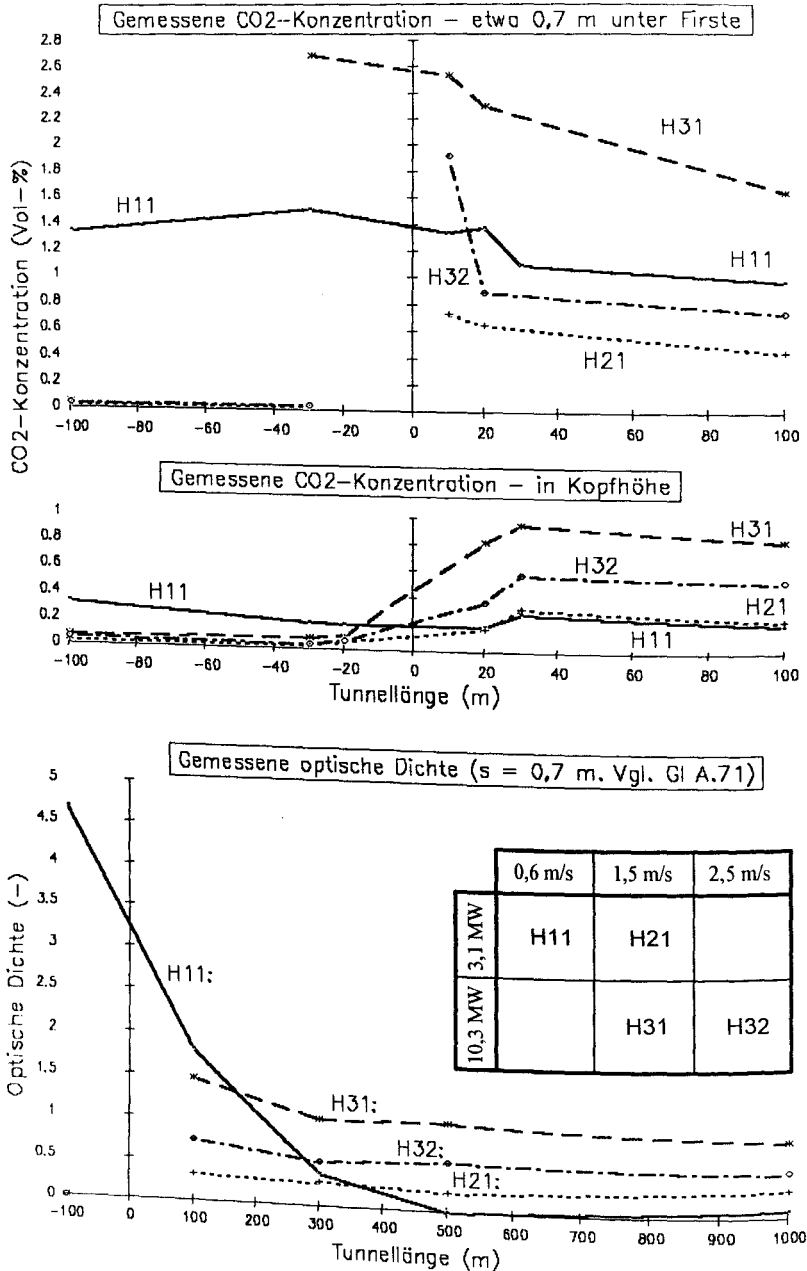 Gemessene CO2--Konzentration – etwa 0,7 m unter Firste
CO2-Konzentration (Vol-%)
2.8
2.6
2.4
2.2
2
1.8
1.6
1.4
1.2
1
0.8
0.6
0.4
0.2
0
H31
H11
H32
H11
H21
-100 -80 -60 -40 -20 0 20 40 60 80 100
Gemessene CO2-Konzentration – in Kopfhöhe
1
0.8
0.6
0.4
0.2
0
H31
H32
H11
H21
H11
-100 -80 -60 -40 -20 0 20 40 60 80 100
Tunnellänge (m)
Gemessene optische Dichte (s = 0,7 m. Vgl. Gl A.71)
Optische Dichte (-)
5
4.5
4
3.5
3
2.5
2
1.5
1
0.5
0
0,6 m/s 1,5 m/s 2,5 m/s
3,1 MW H11 H21
10,3 MW H31 H32
H11:
H31:
H32:
H21:
-100 0 100 200 300 400 500 600 700 800 900 1000
Tunnellänge (m)